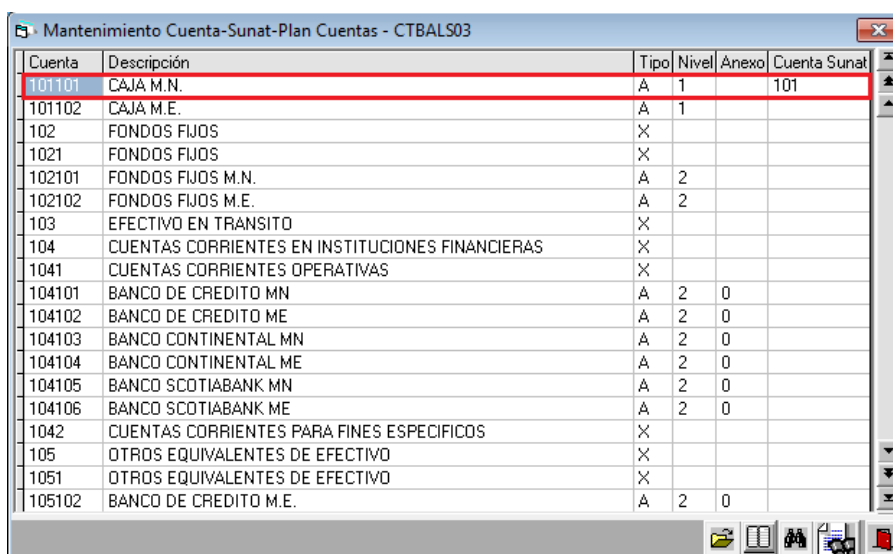 Mantenimiento Cuenta-Sunat-Plan Cuentas - CTBALS03
Cuenta Descripción Tipo Nivel Anexo Cuenta Sunat
101101 CAJA M.N. A 1 101
101102 CAJA M.E. A 1
102 FONDOS FIJOS X
1021 FONDOS FIJOS X
102101 FONDOS FIJOS M.N. A 2
102102 FONDOS FIJOS M.E. A 2
103 EFECTIVO EN TRANSITO X
104 CUENTAS CORRIENTES EN INSTITUCIONES FINANCIERAS X
1041 CUENTAS CORRIENTES OPERATIVAS X
104101 BANCO DE CREDITO MN A 2 0
104102 BANCO DE CREDITO ME A 2 0
104103 BANCO CONTINENTAL MN A 2 0
104104 BANCO CONTINENTAL ME A 2 0
104105 BANCO SCOTIABANK MN A 2 0
104106 BANCO SCOTIABANK ME A 2 0
1042 CUENTAS CORRIENTES PARA FINES ESPECIFICOS X
105 OTROS EQUIVALENTES DE EFECTIVO X
1051 OTROS EQUIVALENTES DE EFECTIVO X
105102 BANCO DE CREDITO M.E. A 2 0